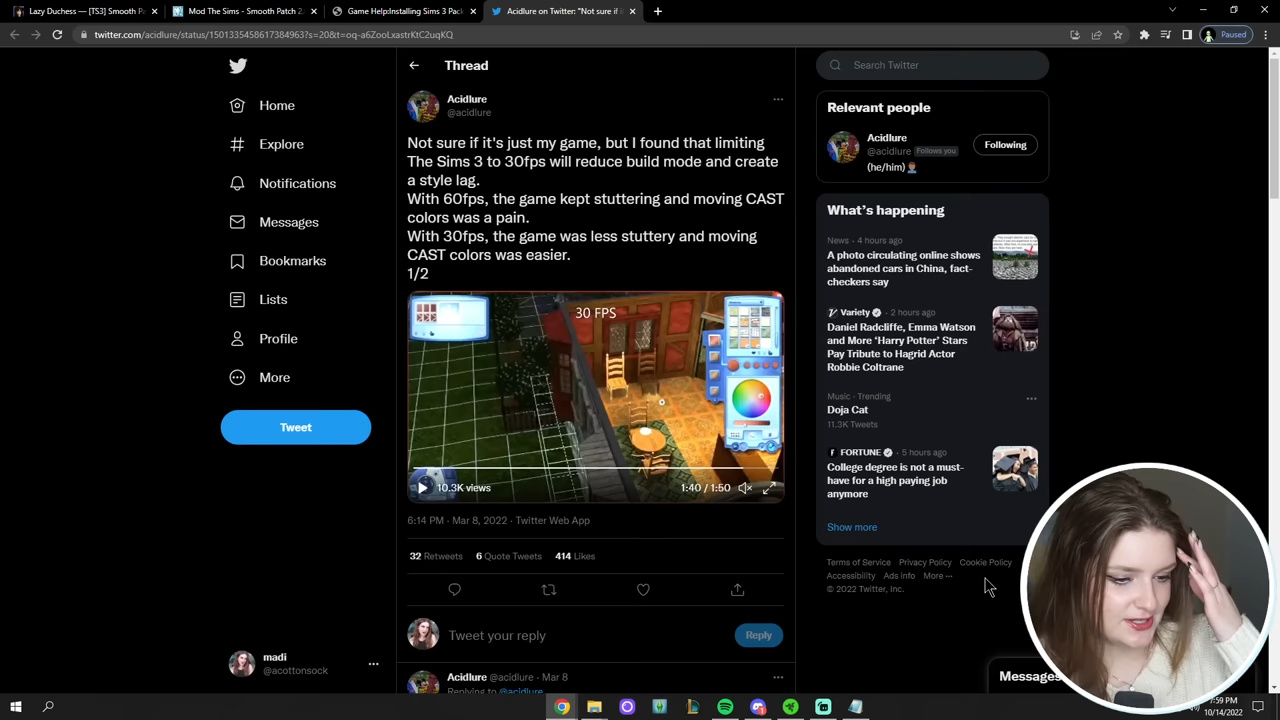 Lazy Duchess — [TS3] Smooth P
Mod The Sims - Smooth Patch 2.
Game Help:Installing Sims 3 Pack
Acidlure on Twitter: "Not sure if i
twitter.com/acidlure/status/1501335458617384963?s=20&t=oq-a6ZooLxastrKtC2uqKQ
Paused
Home
Explore
Notifications
Messages
Bookmarks
Lists
Profile
More
Tweet
madi
@acottonsock
Thread
Acidlure
@acidlure
Not sure if it's just my game, but I found that limiting
The Sims 3 to 30fps will reduce build mode and create
a style lag.
With 60fps, the game kept stuttering and moving CAST
colors was a pain.
With 30fps, the game was less stuttery and moving
CAST colors was easier.
1/2
30 FPS
10.3K views
1:40 / 1:50
6:14 PM · Mar 8, 2022 · Twitter Web App
32 Retweets 6 Quote Tweets 414 Likes
Tweet your reply
Reply
Acidlure @acidlure · Mar 8
Replying to @acidlure
Search Twitter
Relevant people
Acidlure
@acidlure Follows you
Following
(he/him)
What's happening
News · 4 hours ago
A photo circulating online shows
abandoned cars in China, fact-
checkers say
Variety · 2 hours ago
Daniel Radcliffe, Emma Watson
and More 'Harry Potter' Stars
Pay Tribute to Hagrid Actor
Robbie Coltrane
Music · Trending
Doja Cat
11.3K Tweets
FORTUNE · 5 hours ago
College degree is not a must-
have for a high paying job
anymore
Show more
Terms of Service Privacy Policy Cookie Policy
Accessibility Ads info More ···
© 2022 Twitter, Inc.
Messages
7:59 PM
10/14/2022